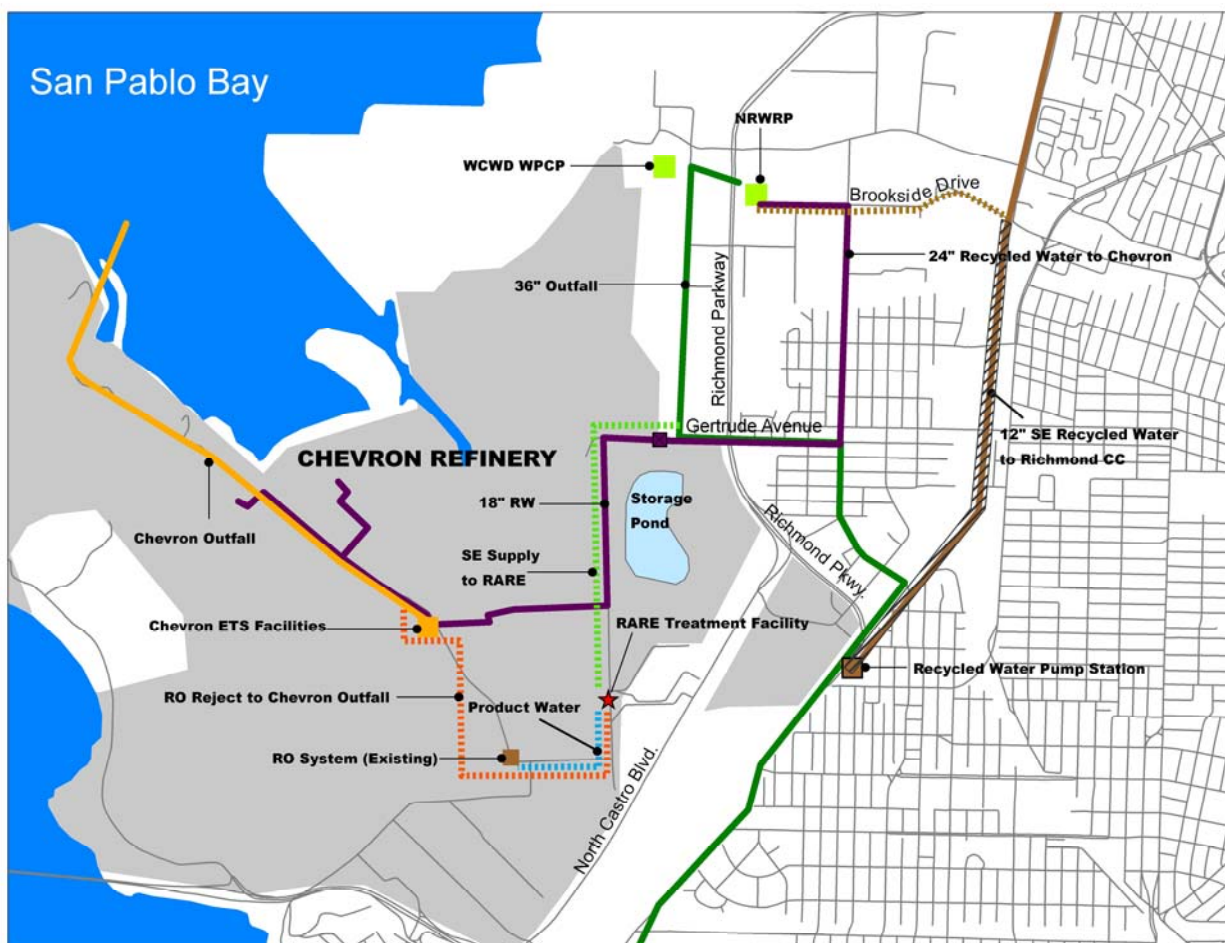 San Pablo Bay
NRWRP
WCWD WPCP
Brookside Drive
24" Recycled Water to Chevron
36" Outfall
Richmond Parkway
Gertrude Avenue
12" SE Recycled Water
to Richmond CC
CHEVRON REFINERY
18" RW
Storage
Pond
Chevron Outfall
SE Supply
to RARE
Richmond Pkwy.
Chevron ETS Facilities
RARE Treatment Facility
Recycled Water Pump Station
RO Reject to Chevron Outfall
Product Water
RO System (Existing)
North Castro Blvd.